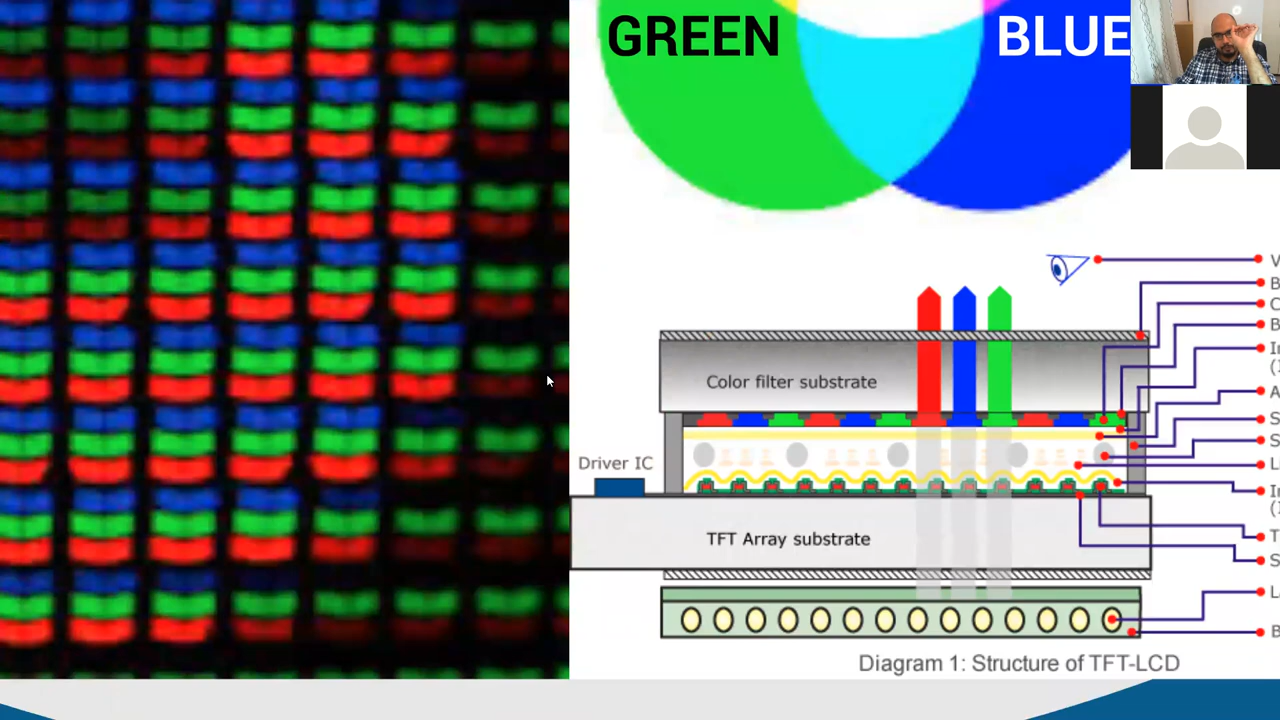 GREEN
BLUE
V
B
C
B
Color filter substrate
A
S
S
Driver IC
TFT Array substrate
T
S
B
Diagram 1: Structure of TFT-LCD